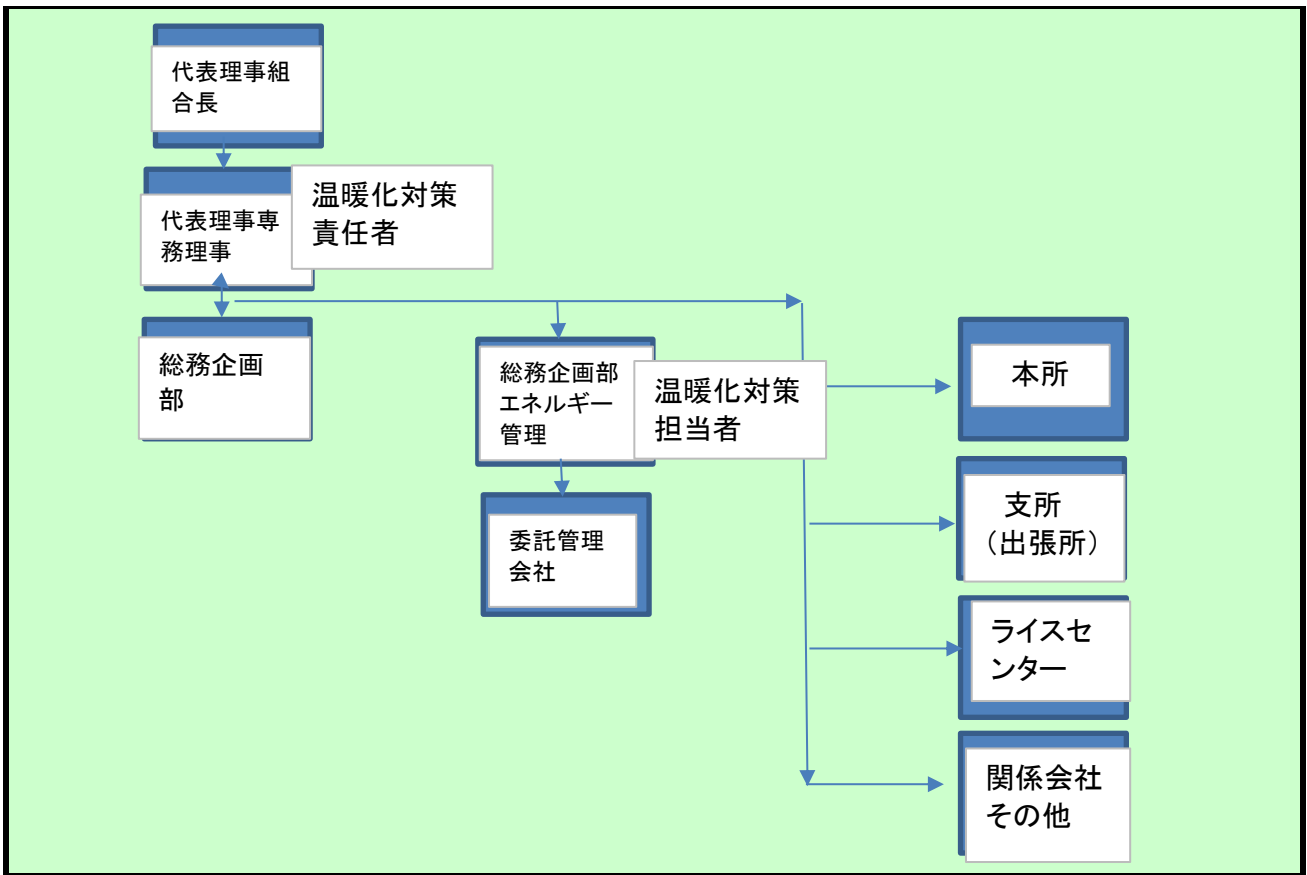 代表理事組
合長
代表理事専
務理事
温暖化対策
責任者
総務企画
部
総務企画部
エネルギー
管理
温暖化対策
担当者
委託管理
会社
本所
支所
（出張所）
ライスセ
ンター
関係会社
その他